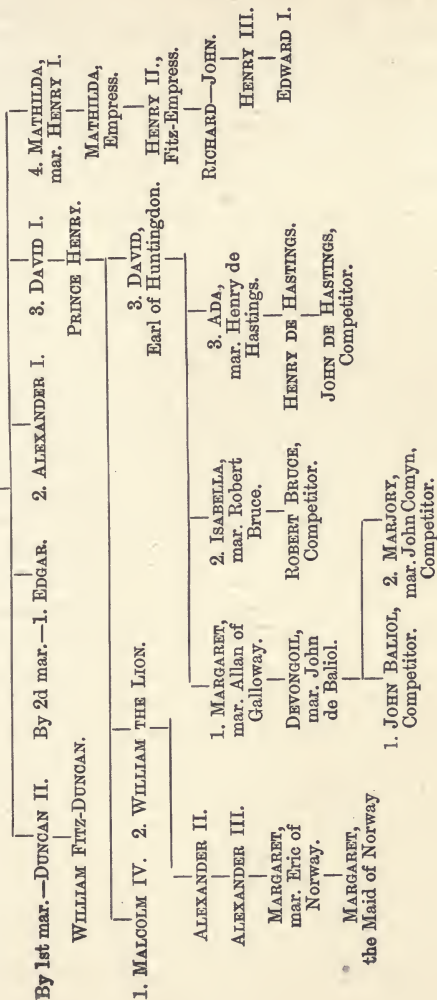 By 1st mar.—DUNCAN II. By 2d mar.—1. EDGAR. 2. ALEXANDER I. 3. DAVID I. 4. MATHILDA,
mar. HENRY I.
WILLIAM FITZ-DUNCAN.
PRINCE HENRY.
MATHILDA,
Empress.
HENRY II.,
Fitz-Empress.
RICHARD—JOHN.
HENRY III.
EDWARD I.
1. MALCOLM IV. 2. WILLIAM THE LION. 3. DAVID,
Earl of Huntingdon.
ALEXANDER II.
ALEXANDER III.
MARGARET,
mar. Eric of
Norway.
MARGARET,
the Maid of Norway
1. MARGARET,
mar. Allan of
Galloway.
DEVONGOIL,
mar. John
de Baliol.
1. JOHN BALIOL,
Competitor.
2. MARJORY,
mar. John Comyn,
Competitor.
2. ISABELLA,
mar. Robert
Bruce.
ROBERT BRUCE,
Competitor.
3. ADA,
mar. Henry de
Hastings.
HENRY DE HASTINGS.
JOHN DE HASTINGS,
Competitor.